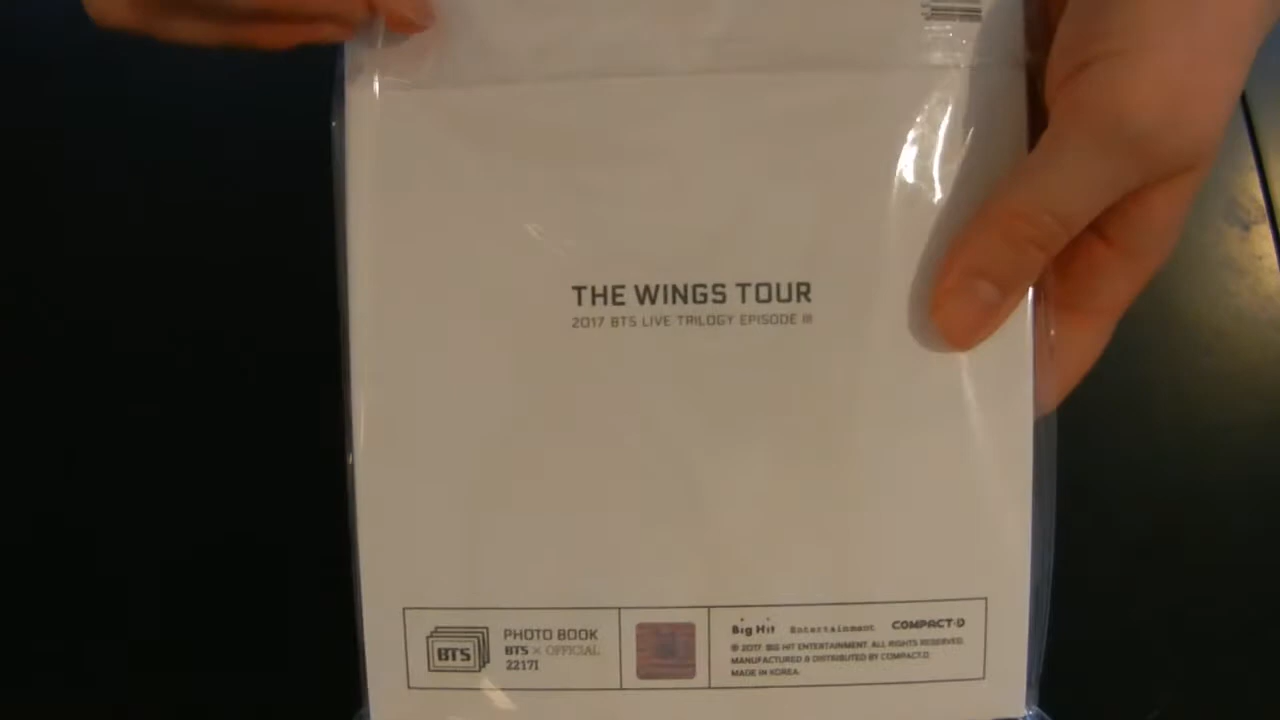 THE WINGS TOUR
2017 BTS LIVE TRILOGY EPISODE III
BTS
PHOTO BOOK
BTS × OFFICIAL
2217I
Big Hit Entertainment COMPACT·D
© 2017. BIG HIT ENTERTAINMENT. ALL RIGHTS RESERVED.
MANUFACTURED & DISTRIBUTED BY COMPACT.D.
MADE IN KOREA.